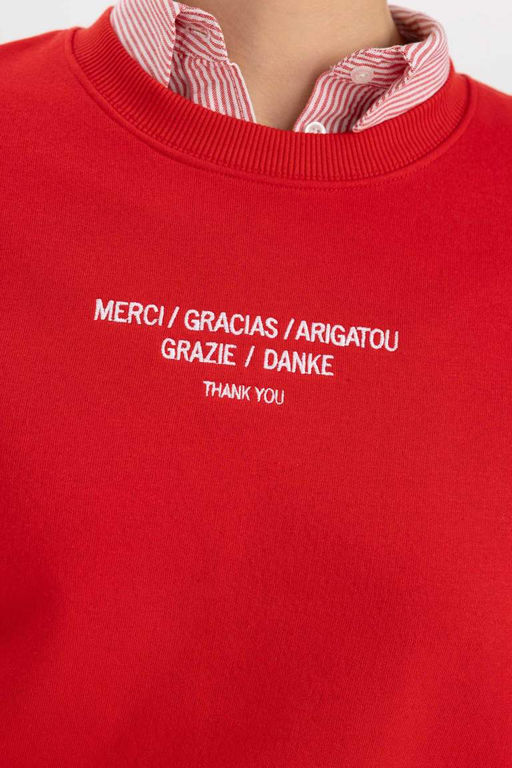 MERCI / GRACIAS / ARIGATOU
GRAZIE / DANKE
THANK YOU